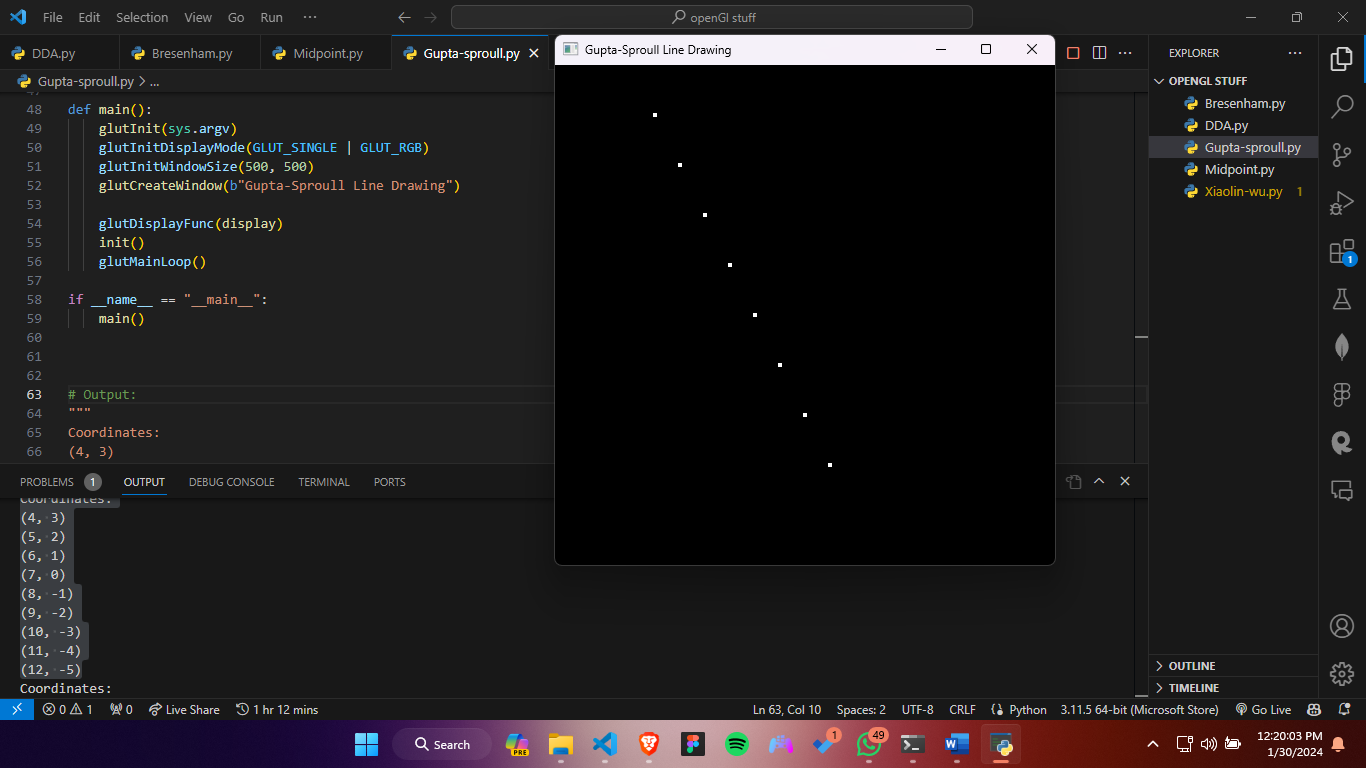 File Edit Selection View Go Run ··· openGl stuff
DDA.py Bresenham.py Midpoint.py Gupta-sproull.py
Gupta-sproull.py > ...
48 def main():
49 glutInit(sys.argv)
50 glutInitDisplayMode(GLUT_SINGLE | GLUT_RGB)
51 glutInitWindowSize(500, 500)
52 glutCreateWindow(b"Gupta-Sproull Line Drawing")
53
54 glutDisplayFunc(display)
55 init()
56 glutMainLoop()
57
58 if __name__ == "__main__":
59 main()
60
61
62
63 # Output:
64 """
65 Coordinates:
66 (4, 3)
Gupta-Sproull Line Drawing
PROBLEMS 1 OUTPUT DEBUG CONSOLE TERMINAL PORTS
Coordinates:
(4, 3)
(5, 2)
(6, 1)
(7, 0)
(8, -1)
(9, -2)
(10, -3)
(11, -4)
(12, -5)
Coordinates:
EXPLORER ···
OPENGL STUFF
Bresenham.py
DDA.py
Gupta-sproull.py
Midpoint.py
Xiaolin-wu.py 1
OUTLINE
TIMELINE
1
0 1 0 Live Share 1 hr 12 mins Ln 63, Col 10 Spaces: 2 UTF-8 CRLF Python 3.11.5 64-bit (Microsoft Store) Go Live
Search PRE 1 49 12:20:03 PM
1/30/2024